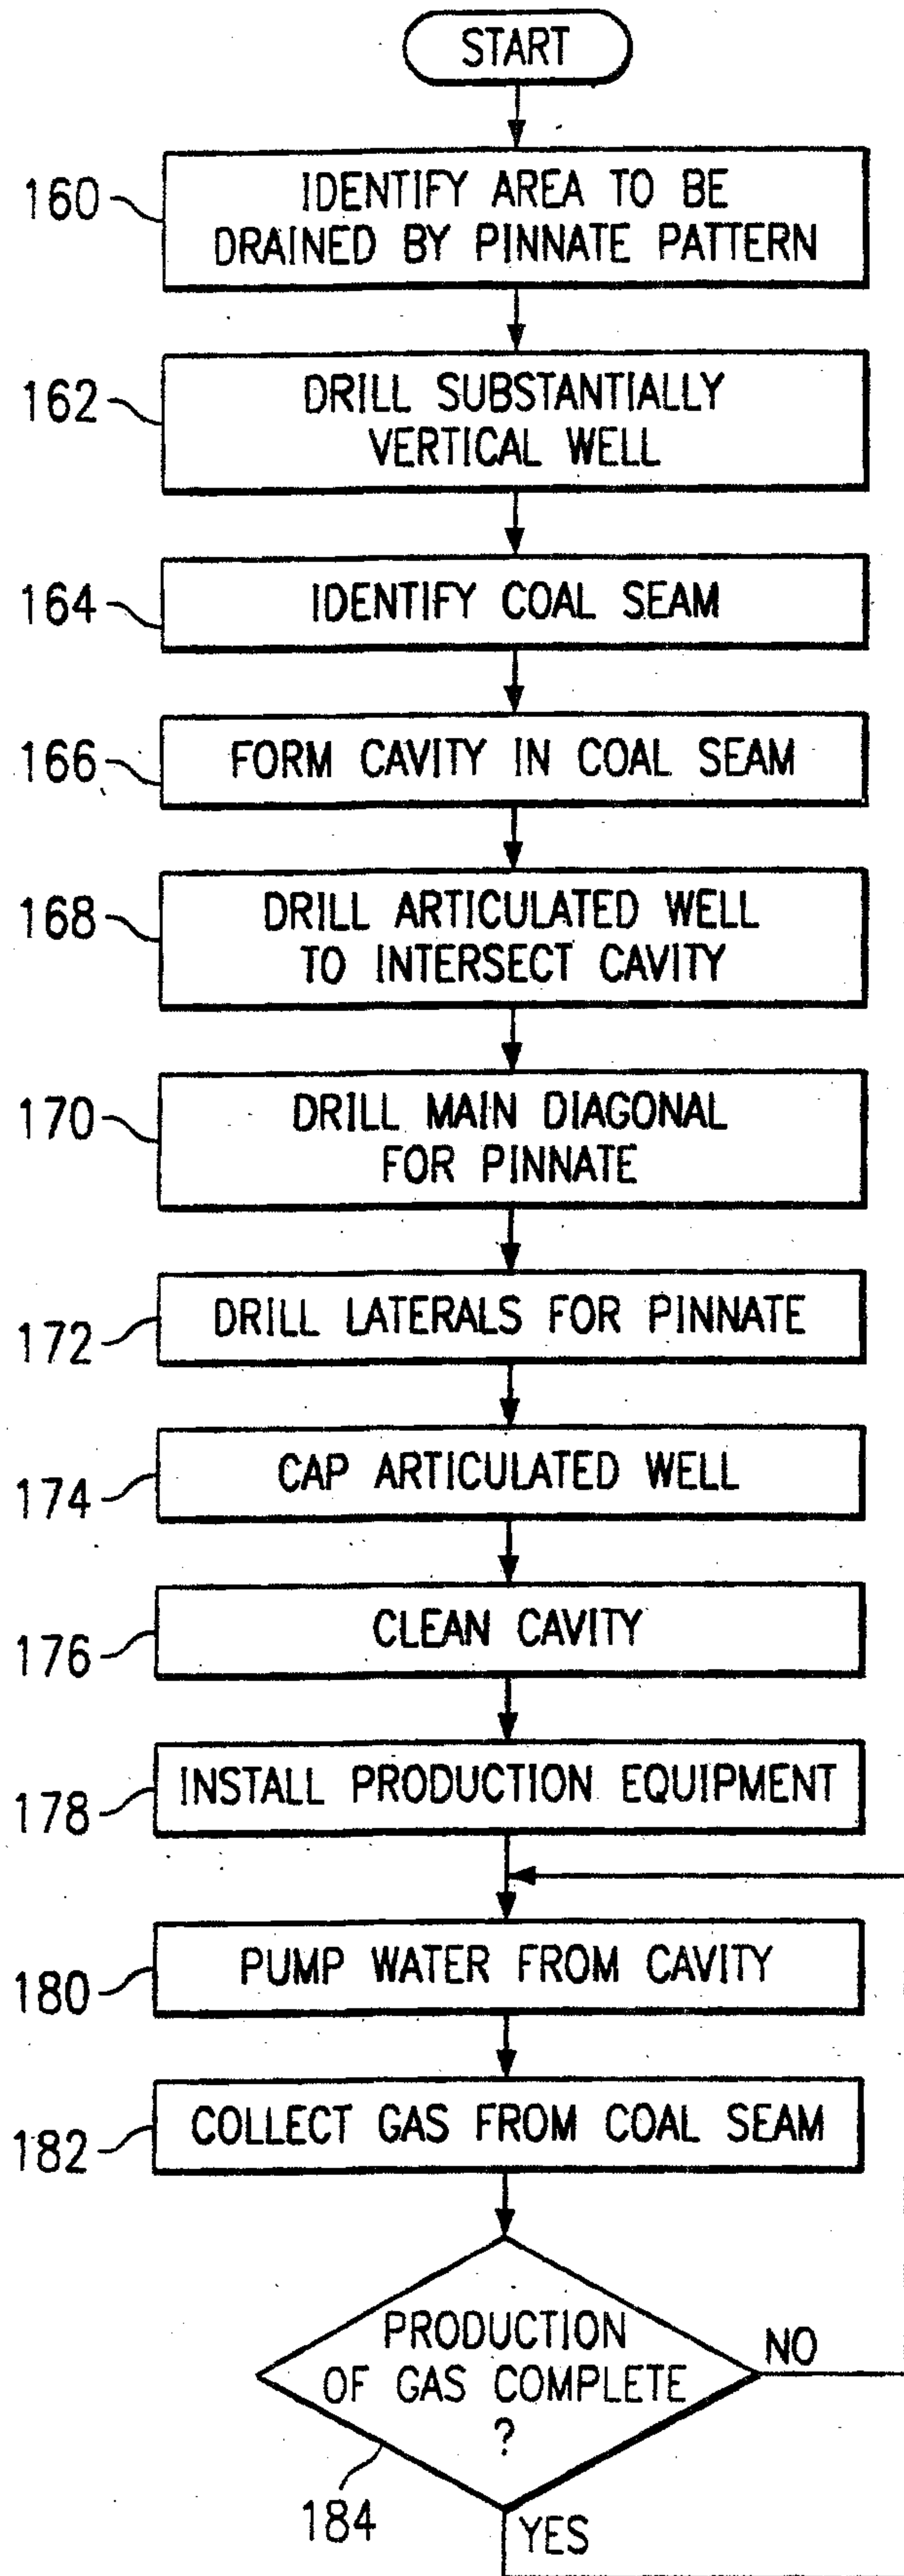 START
160
IDENTIFY AREA TO BE
DRAINED BY PINNATE PATTERN
162
DRILL SUBSTANTIALLY
VERTICAL WELL
164
IDENTIFY COAL SEAM
166
FORM CAVITY IN COAL SEAM
168
DRILL ARTICULATED WELL
TO INTERSECT CAVITY
170
DRILL MAIN DIAGONAL
FOR PINNATE
172
DRILL LATERALS FOR PINNATE
174
CAP ARTICULATED WELL
176
CLEAN CAVITY
178
INSTALL PRODUCTION EQUIPMENT
180
PUMP WATER FROM CAVITY
182
COLLECT GAS FROM COAL SEAM
PRODUCTION
OF GAS COMPLETE
?
NO
184
YES